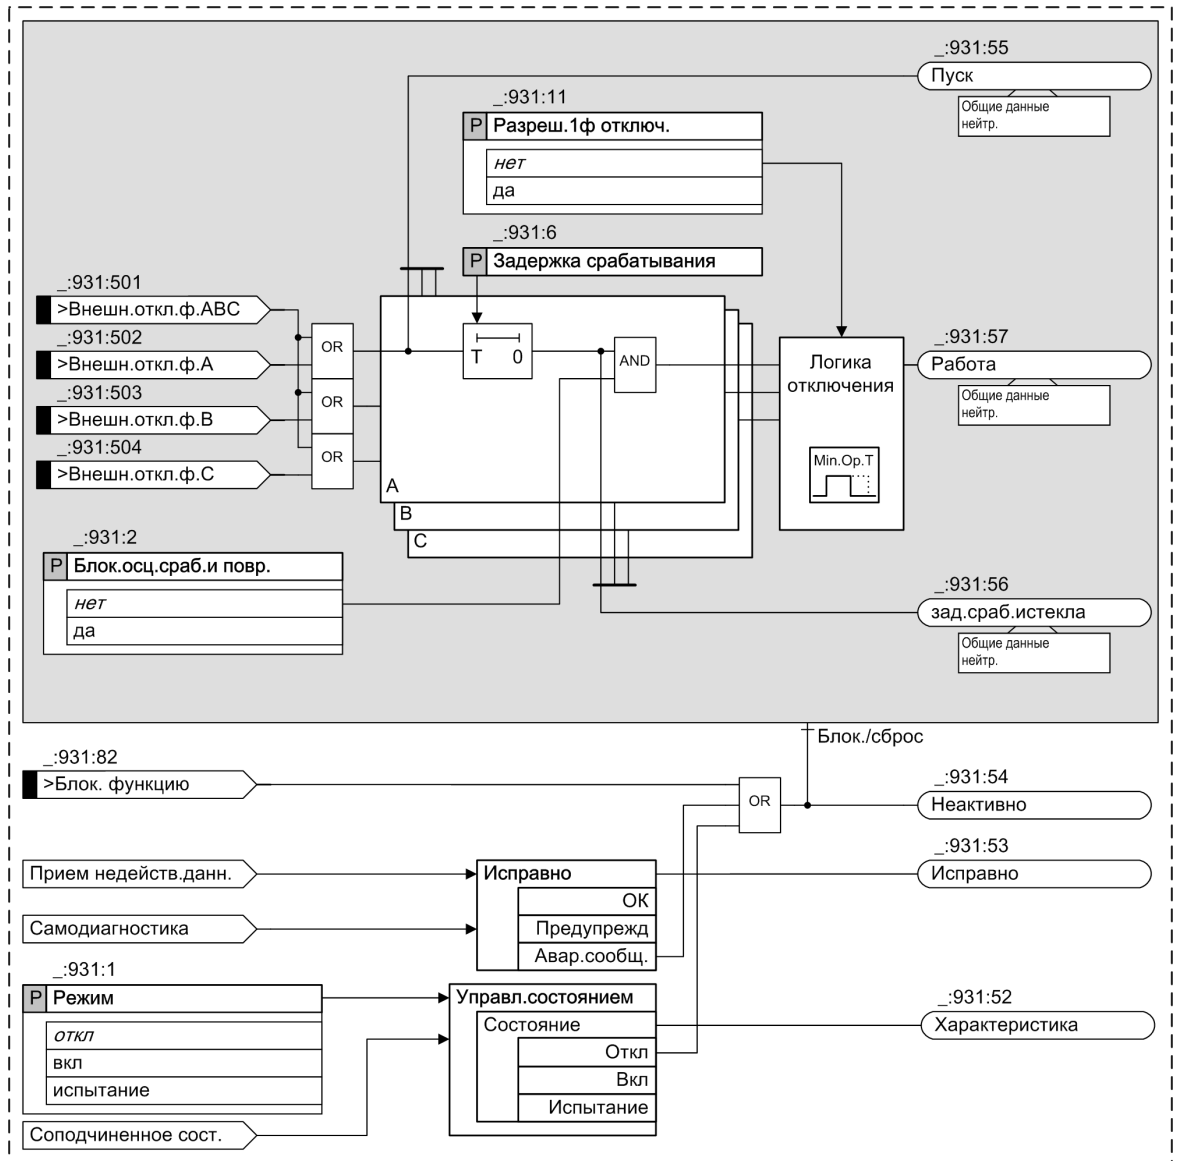 _:931:55
Пуск
Общие данные
нейтр.
_:931:11
P Разреш.1ф отключ.
нет
да
_:931:6
P Задержка срабатывания
_:931:501
>Внешн.откл.ф.ABC
_:931:502
>Внешн.откл.ф.A
_:931:503
>Внешн.откл.ф.B
_:931:504
>Внешн.откл.ф.C
OR
OR
OR
T 0
AND
A
B
C
Логика
отключения
Min.Op.T
_:931:57
Работа
Общие данные
нейтр.
_:931:2
P Блок.осц.сраб.и повр.
нет
да
_:931:56
зад.сраб.истекла
Общие данные
нейтр.
Блок./сброс
_:931:82
>Блок. функцию
OR
_:931:54
Неактивно
_:931:53
Исправно
Прием недейств.данн.
Самодиагностика
Исправно
ОК
Предупрежд
Авар.сообщ.
_:931:1
P Режим
откл
вкл
испытание
Соподчиненное сост.
Управл.состоянием
Состояние
Откл
Вкл
Испытание
_:931:52
Характеристика